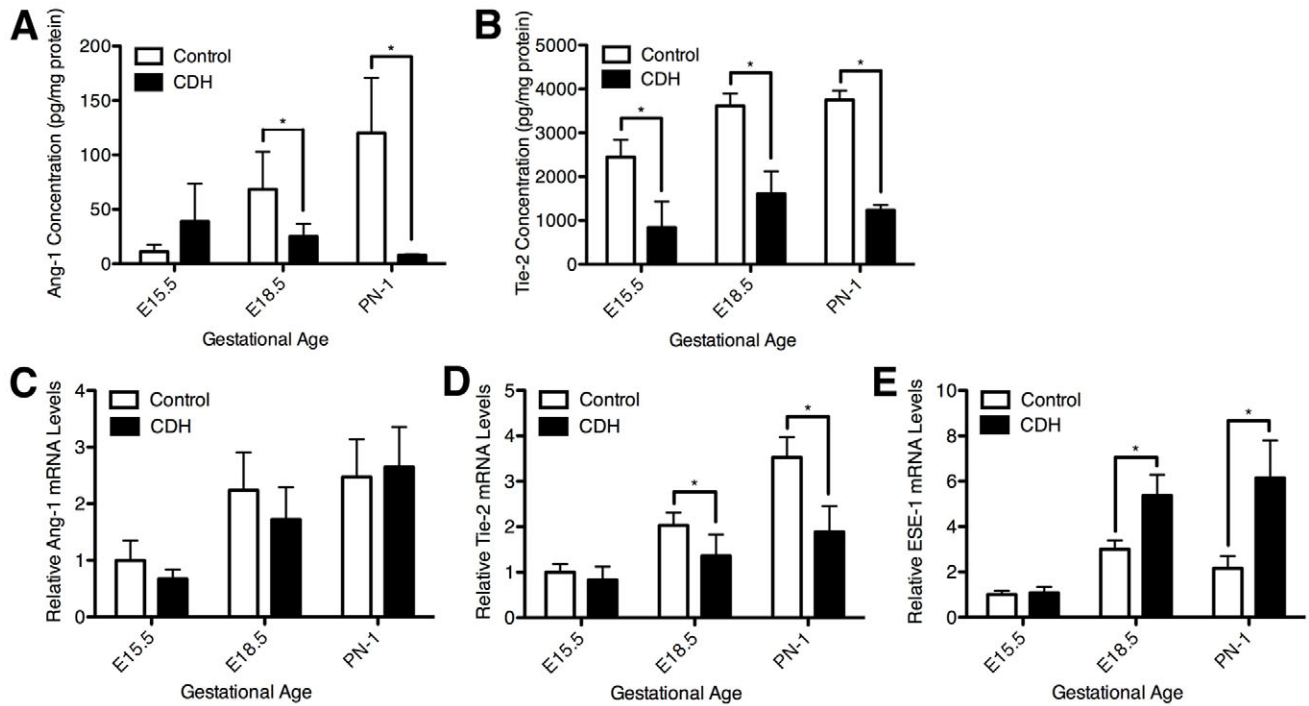 A
Ang-1 Concentration (pg/mg protein)
200
150
100
50
0
Control
CDH
*
*
E15.5
E18.5
PN-1
Gestational Age
B
Tie-2 Concentration (pg/mg protein)
5000
4000
3000
2000
1000
0
Control
CDH
*
*
*
E15.5
E18.5
PN-1
Gestational Age
C
Relative Ang-1 mRNA Levels
4
3
2
1
0
Control
CDH
E15.5
E18.5
PN-1
Gestational Age
D
Relative Tie-2 mRNA Levels
5
4
3
2
1
0
Control
CDH
*
*
E15.5
E18.5
PN-1
Gestational Age
E
Relative ESE-1 mRNA Levels
10
8
6
4
2
0
Control
CDH
*
*
E15.5
E18.5
PN-1
Gestational Age